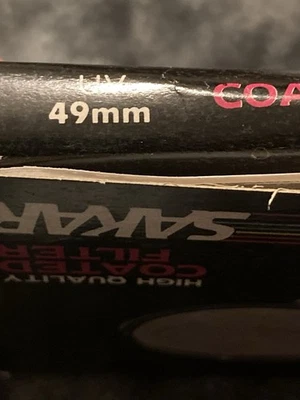 UV
49mm
COA
SAKAR
COATED
FILTER
HIGH QUALITY